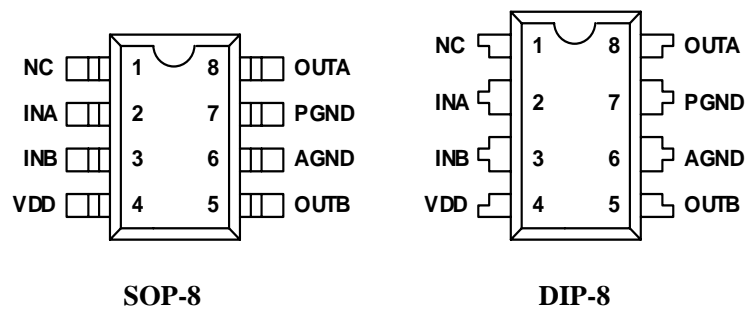 NC 1 8 OUTA
INA 2 7 PGND
INB 3 6 AGND
VDD 4 5 OUTB
SOP-8
NC 1 8 OUTA
INA 2 7 PGND
INB 3 6 AGND
VDD 4 5 OUTB
DIP-8